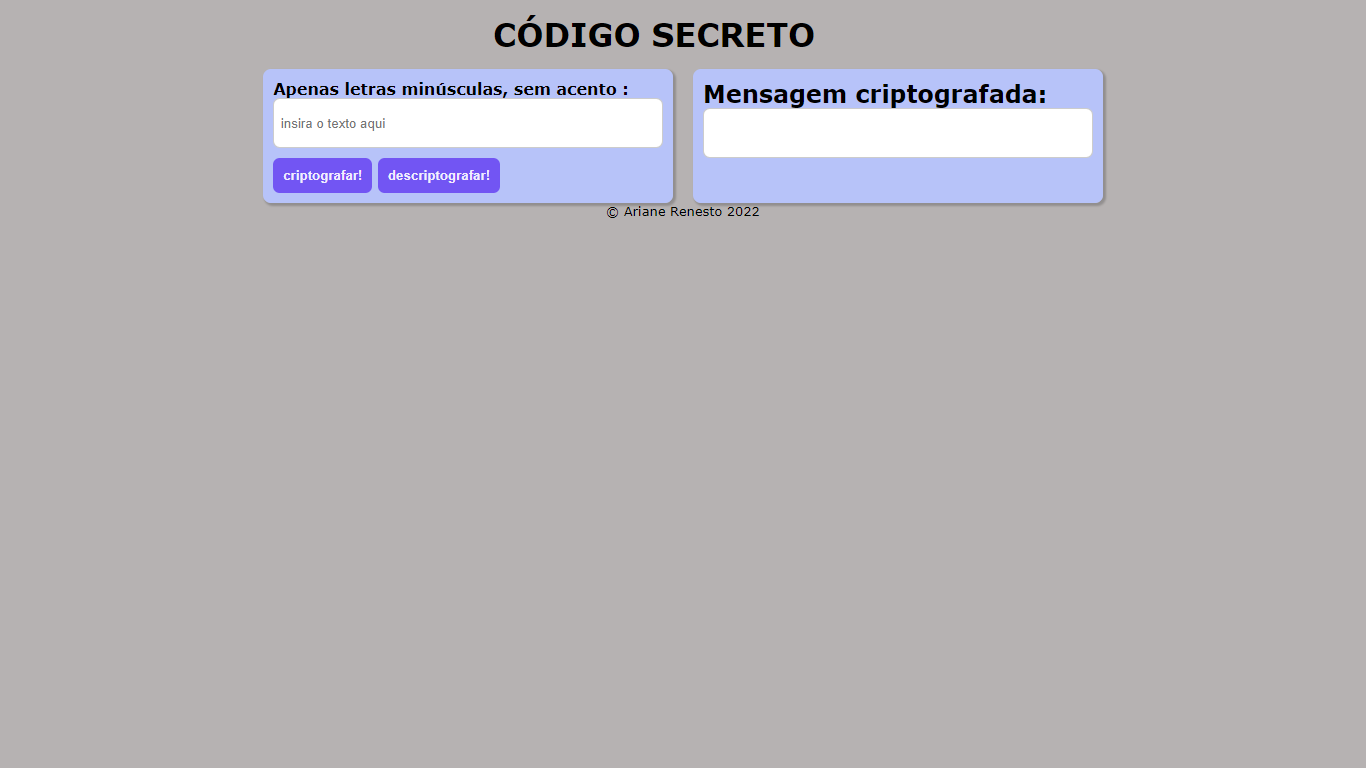 CÓDIGO SECRETO
Apenas letras minúsculas, sem acento :
insira o texto aqui
criptografar! descriptografar!
Mensagem criptografada:
© Ariane Renesto 2022